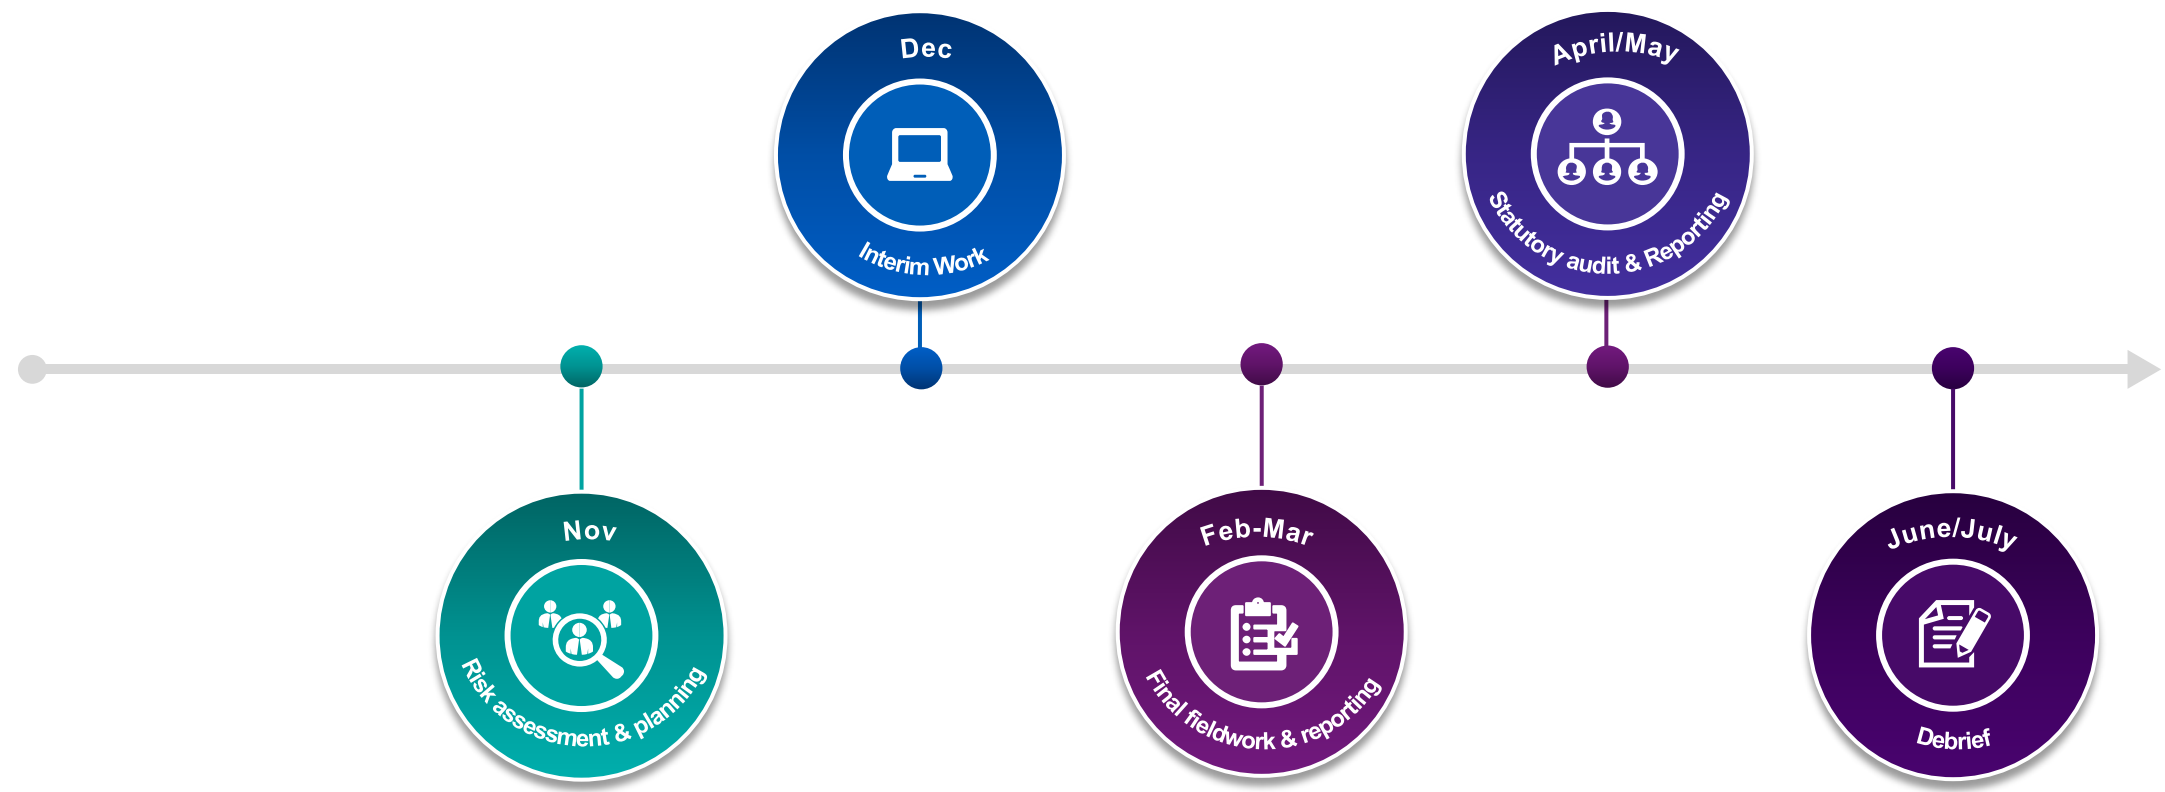 Nov
Risk assessment & planning
Dec
Interim Work
Feb-Mar
Final fieldwork & reporting
April/May
Statutory audit & Reporting
June/July
Debrief